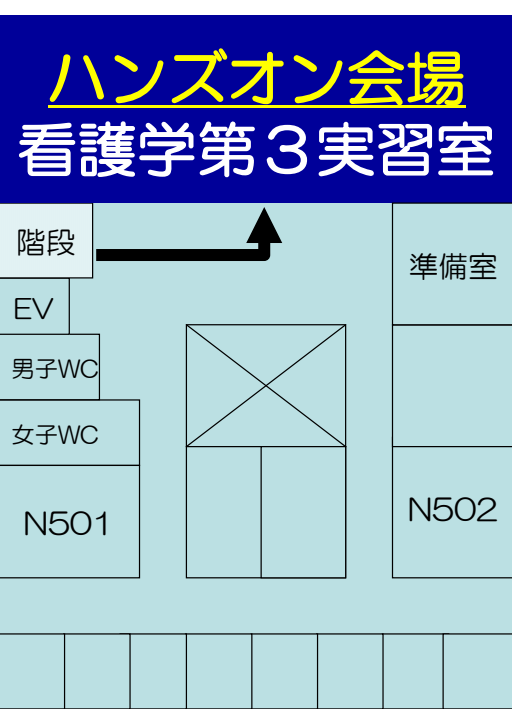 ハンズオン会場
看護学第３実習室
階段
準備室
EV
男子WC
女子WC
N501
N502